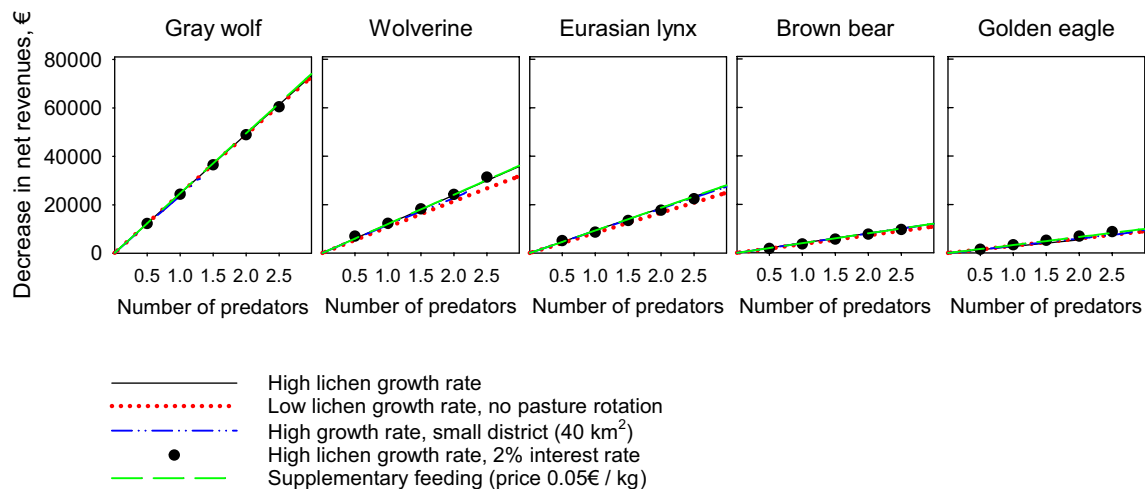 Gray wolf Wolverine Eurasian lynx Brown bear Golden eagle
Decrease in net revenues, €
80000
60000
40000
20000
0
0.5 1.0 1.5 2.0 2.5 0.5 1.0 1.5 2.0 2.5 0.5 1.0 1.5 2.0 2.5 0.5 1.0 1.5 2.0 2.5 0.5 1.0 1.5 2.0 2.5
Number of predators Number of predators Number of predators Number of predators Number of predators
High lichen growth rate
Low lichen growth rate, no pasture rotation
High growth rate, small district (40 km²)
High lichen growth rate, 2% interest rate
Supplementary feeding (price 0.05€ / kg)